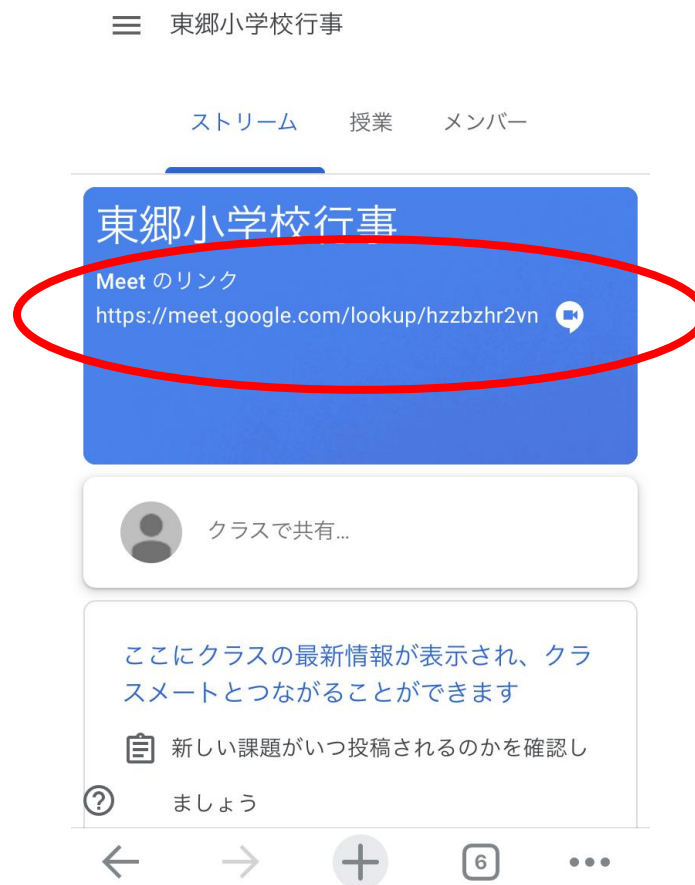 東郷小学校行事
ストリーム 授業 メンバー
東郷小学校行事
Meet のリンク
https://meet.google.com/lookup/hzzbzhr2vn
クラスで共有...
ここにクラスの最新情報が表示され、クラ
スメートとつながることができます
新しい課題がいつ投稿されるのかを確認し
ましょう
6